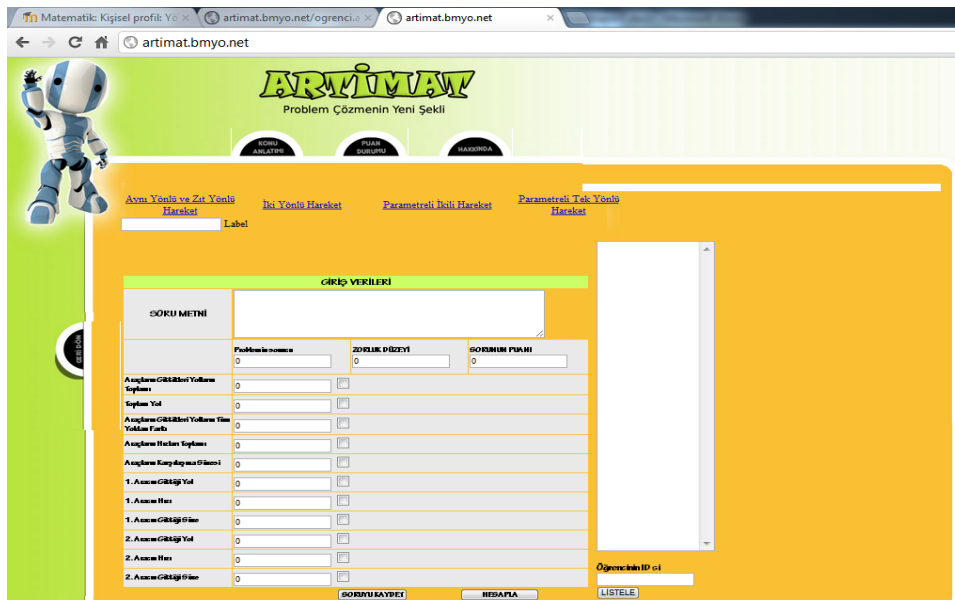 Matematik: Kişisel profil: Yö
artimat.bmyo.net/ogrenci.a
artimat.bmyo.net
artimat.bmyo.net
ARTİMAT
Problem Çözmenin Yeni Şekli
KONU
ANLATIMI
PUAN
DURUMU
HAKKINDA
Aynı Yönlü ve Zıt Yönlü
Hareket
İki Yönlü Hareket
Parametreli İkili Hareket
Parametreli Tek Yönlü
Hareket
Label
GİRİŞ VERİLERİ
SORU METNİ
GERİ DÖN
Problemin sonucu
ZORLUK DÜZEYİ
SORUNUN PUANI
0
0
0
Araçların Gittikleri Yolların
Toplamı
0
Toplam Yol
0
Araçların Gittikleri Yolların Tüm
Yoldan Farkı
0
Araçların Hızları Toplamı
0
Araçların Karşılaşma Süresi
0
1. Aracın Gittiği Yol
0
1. Aracın Hızı
0
1. Aracın Gittiği Süre
0
2. Aracın Gittiği Yol
0
2. Aracın Hızı
0
2. Aracın Gittiği Süre
0
SORUYU KAYDET
HESAPLA
Öğrencinin ID si
LİSTELE